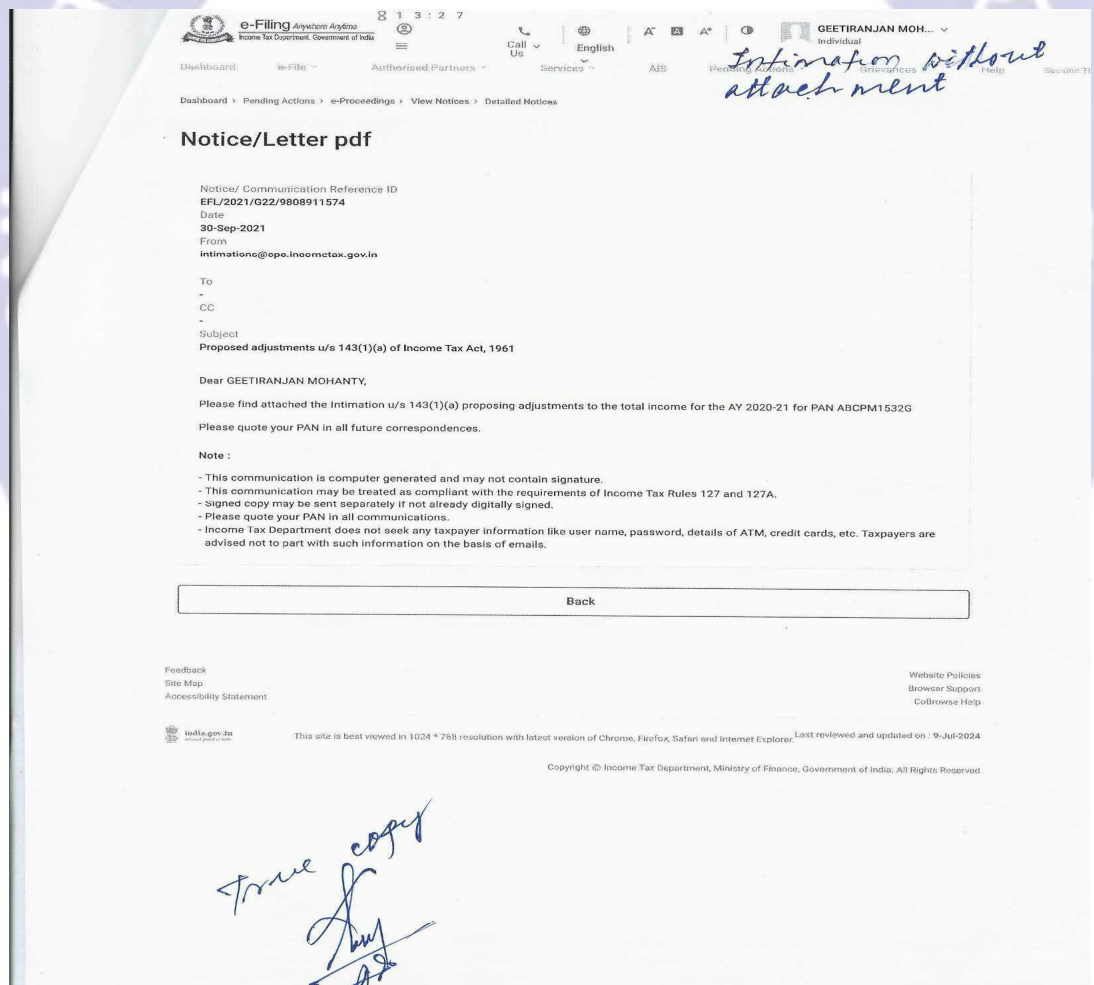 e-Filing Anywhere Anytime
Income Tax Department, Government of India
8 1 3 : 2 7
Call Us
English
A- A A+
GEETIRANJAN MOH...
Individual
Intimation without
attachment
Dashboard e-File Authorised Partners Services AIS Pending Actions Grievances Help
Dashboard > Pending Actions > e-Proceedings > View Notices > Detailed Notices
Notice/Letter pdf
Notice/ Communication Reference ID
EFL/2021/G22/9808911574
Date
30-Sep-2021
From
intimations@cpc.incometax.gov.in
To
-
CC
-
Subject
Proposed adjustments u/s 143(1)(a) of Income Tax Act, 1961
Dear GEETIRANJAN MOHANTY,
Please find attached the Intimation u/s 143(1)(a) proposing adjustments to the total income for the AY 2020-21 for PAN ABCPM1532G
Please quote your PAN in all future correspondences.
Note :
- This communication is computer generated and may not contain signature.
- This communication may be treated as compliant with the requirements of Income Tax Rules 127 and 127A.
- Signed copy may be sent separately if not already digitally signed.
- Please quote your PAN in all communications.
- Income Tax Department does not seek any taxpayer information like user name, password, details of ATM, credit cards, etc. Taxpayers are
advised not to part with such information on the basis of emails.
Back
Feedback
Site Map
Accessibility Statement
Website Policies
Browser Support
CoBrowse Help
india.gov.in
This site is best viewed in 1024 * 768 resolution with latest version of Chrome, Firefox, Safari and Internet Explorer.
Last reviewed and updated on : 9-Jul-2024
Copyright © Income Tax Department, Ministry of Finance, Government of India. All Rights Reserved
True copy